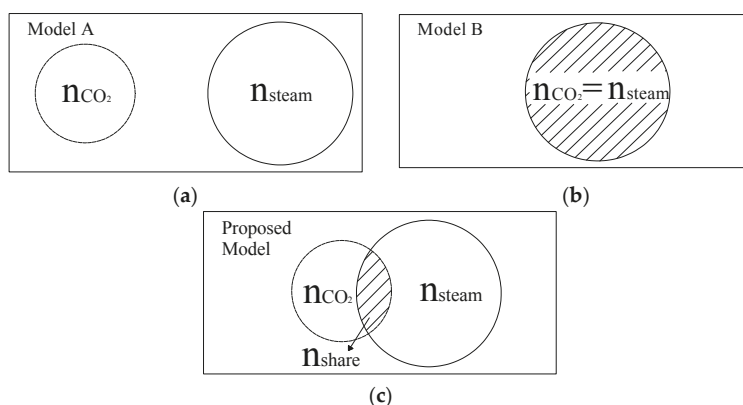 Model A
nCO₂
nsteam
(a)
Model B
nCO₂=nsteam
(b)
Proposed
Model
nCO₂
nsteam
nshare
(c)